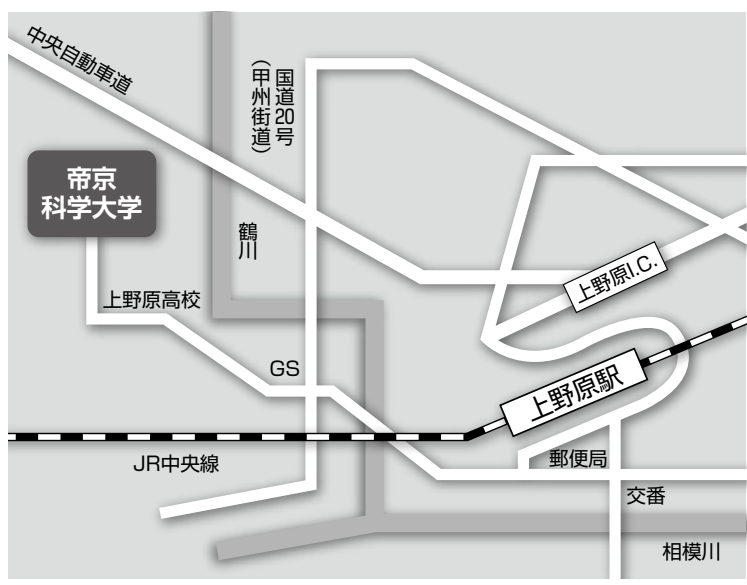 中央自動車道
国道20号
（甲州街道）
帝京
科学大学
鶴川
上野原I.C.
上野原高校
GS
上野原駅
JR中央線
郵便局
交番
相模川